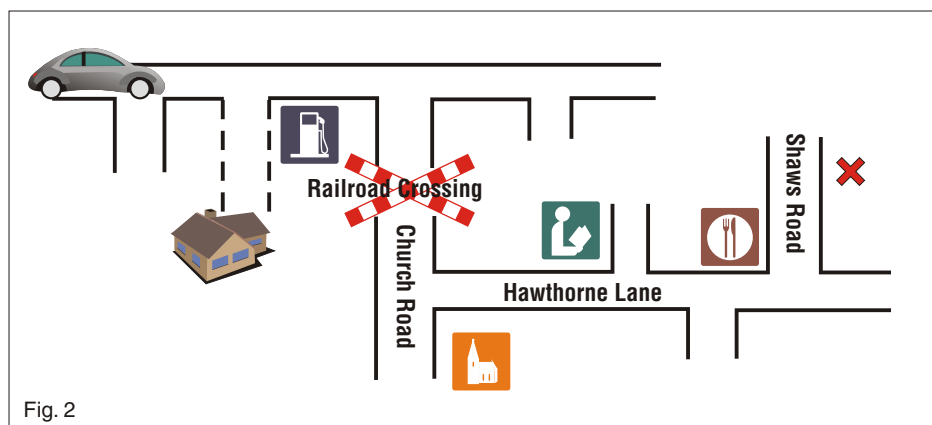 Railroad Crossing
Church Road
Hawthorne Lane
Shaws Road
Fig. 2